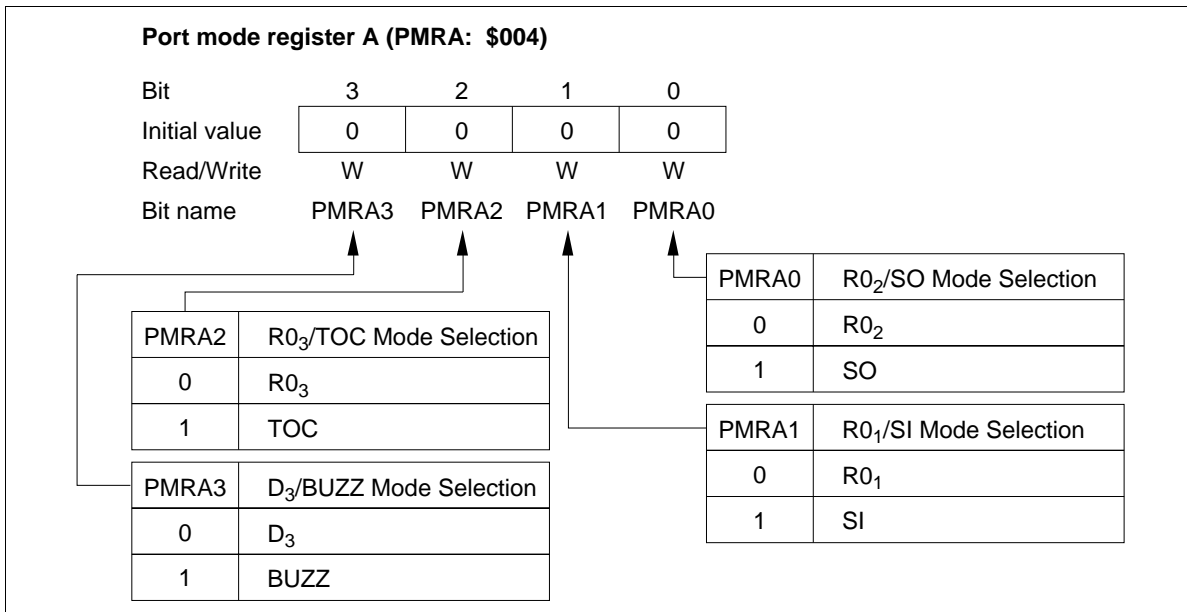 Port mode register A (PMRA: $004)
Bit 3 2 1 0
Initial value 0 0 0 0
Read/Write W W W W
Bit name PMRA3 PMRA2 PMRA1 PMRA0
PMRA2 R0₃/TOC Mode Selection
0 R0₃
1 TOC
PMRA3 D₃/BUZZ Mode Selection
0 D₃
1 BUZZ
PMRA0 R0₂/SO Mode Selection
0 R0₂
1 SO
PMRA1 R0₁/SI Mode Selection
0 R0₁
1 SI